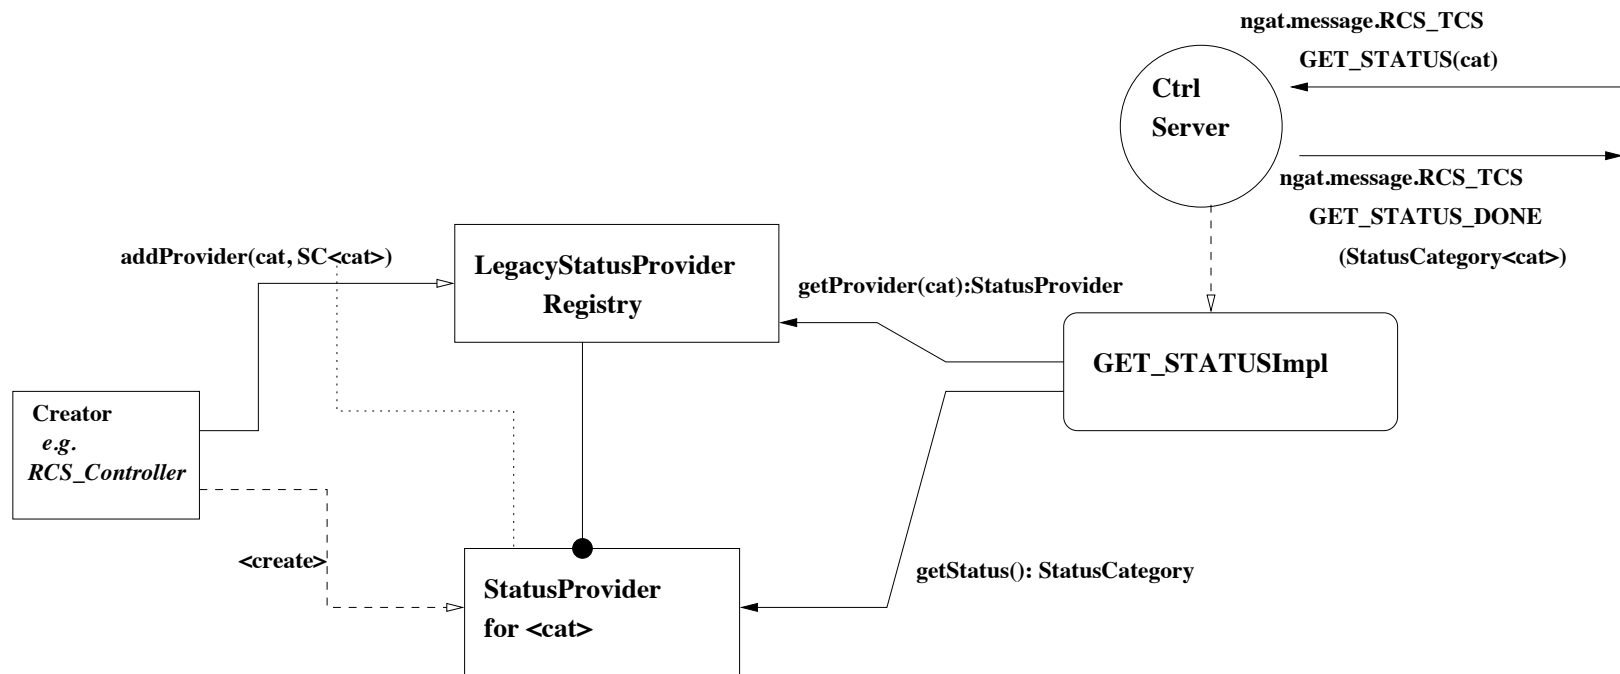 ngat.message.RCS_TCS
GET_STATUS(cat)
Ctrl
Server
ngat.message.RCS_TCS
GET_STATUS_DONE
(StatusCategory<cat>)
addProvider(cat, SC<cat>)
LegacyStatusProvider
Registry
getProvider(cat):StatusProvider
GET_STATUSImpl
Creator
e.g.
RCS_Controller
<create>
StatusProvider
for <cat>
getStatus(): StatusCategory